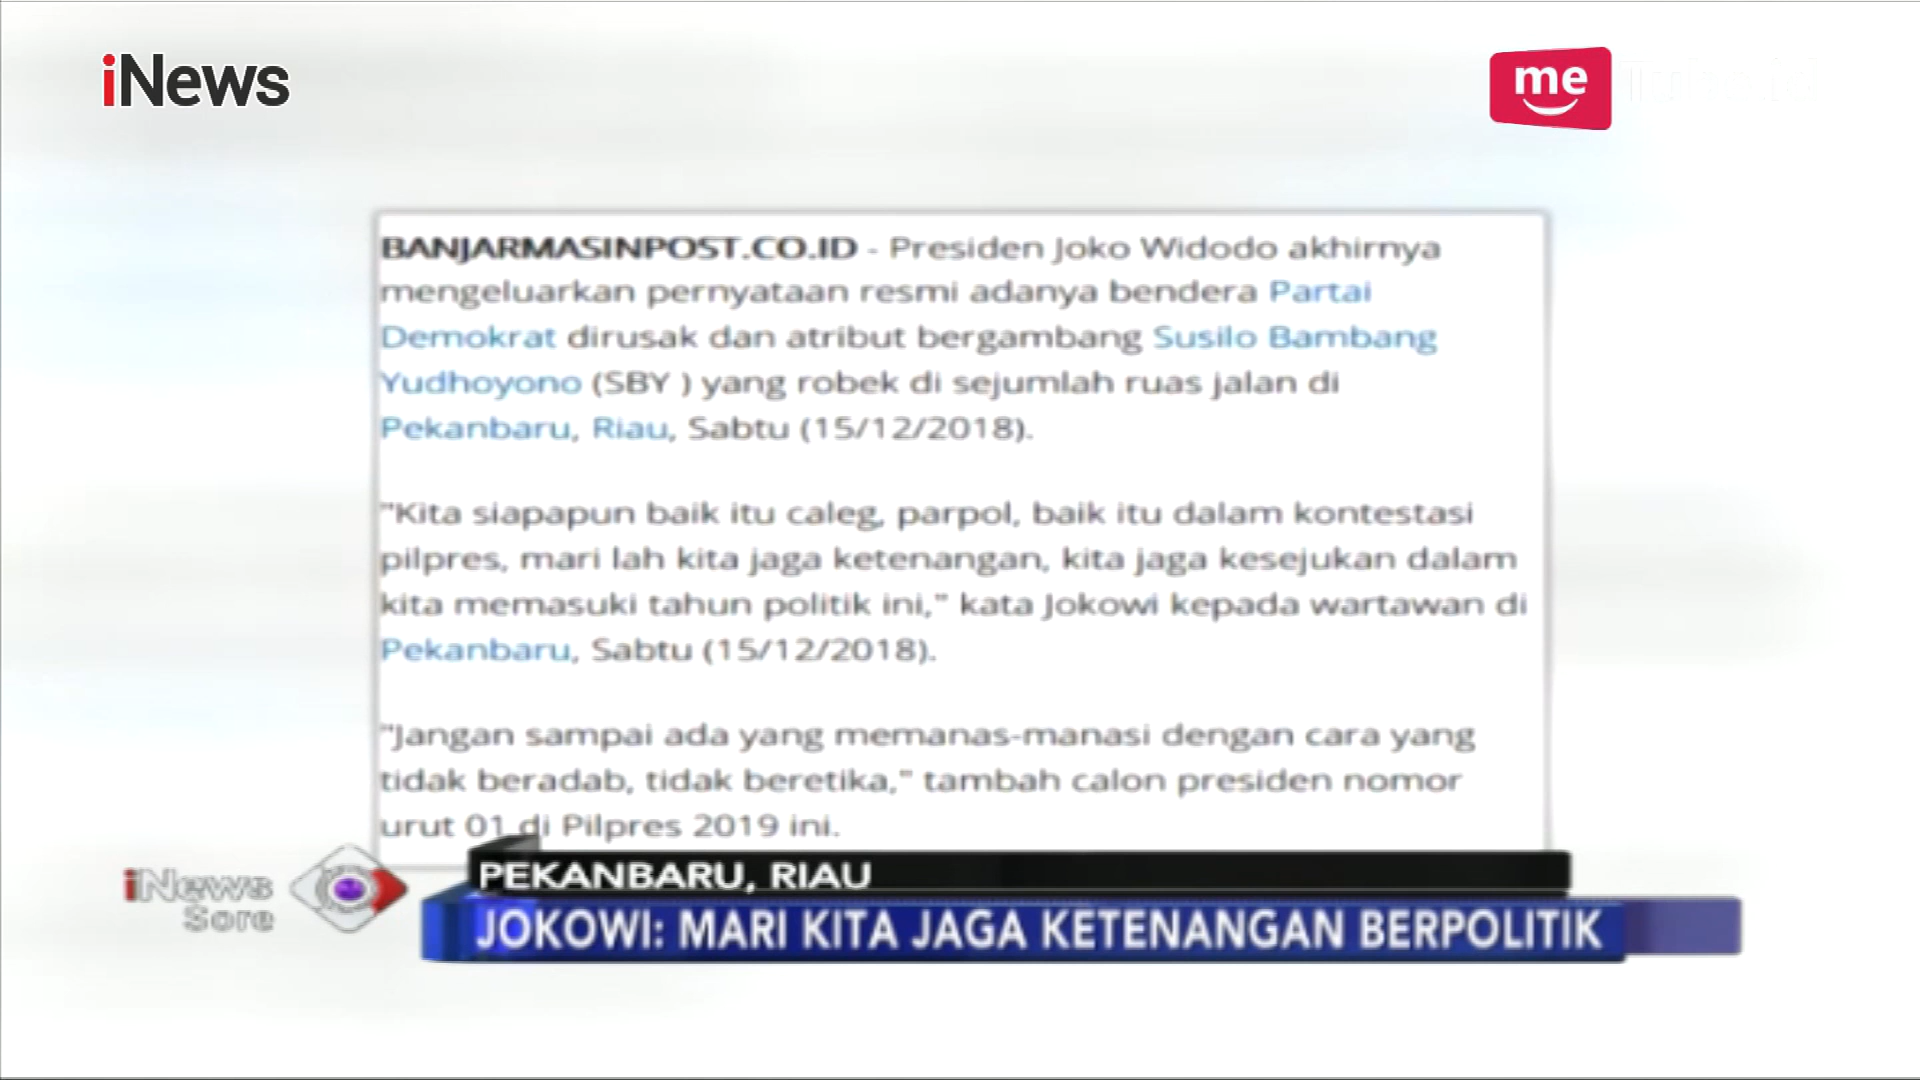 iNews
me
BANJARMASINPOST.CO.ID - Presiden Joko Widodo akhirnya
mengeluarkan pernyataan resmi adanya bendera Partai
Demokrat dirusak dan atribut bergambang Susilo Bambang
Yudhoyono (SBY ) yang robek di sejumlah ruas jalan di
Pekanbaru, Riau, Sabtu (15/12/2018).
"Kita siapapun baik itu caleg, parpol, baik itu dalam kontestasi
pilpres, mari lah kita jaga ketenangan, kita jaga kesejukan dalam
kita memasuki tahun politik ini," kata Jokowi kepada wartawan di
Pekanbaru, Sabtu (15/12/2018).
"Jangan sampai ada yang memanas-manasi dengan cara yang
tidak beradab, tidak beretika," tambah calon presiden nomor
urut 01 di Pilpres 2019 ini.
iNews
Sore
PEKANBARU, RIAU
JOKOWI: MARI KITA JAGA KETENANGAN BERPOLITIK